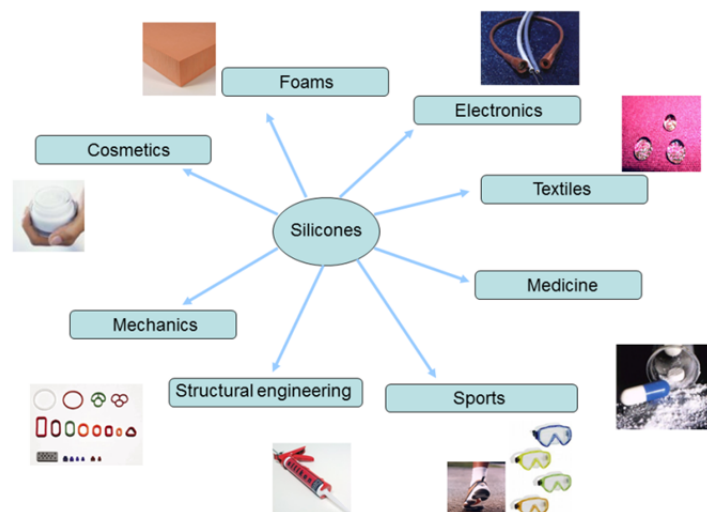 Foams
Electronics
Cosmetics
Textiles
Silicones
Medicine
Mechanics
Structural engineering
Sports